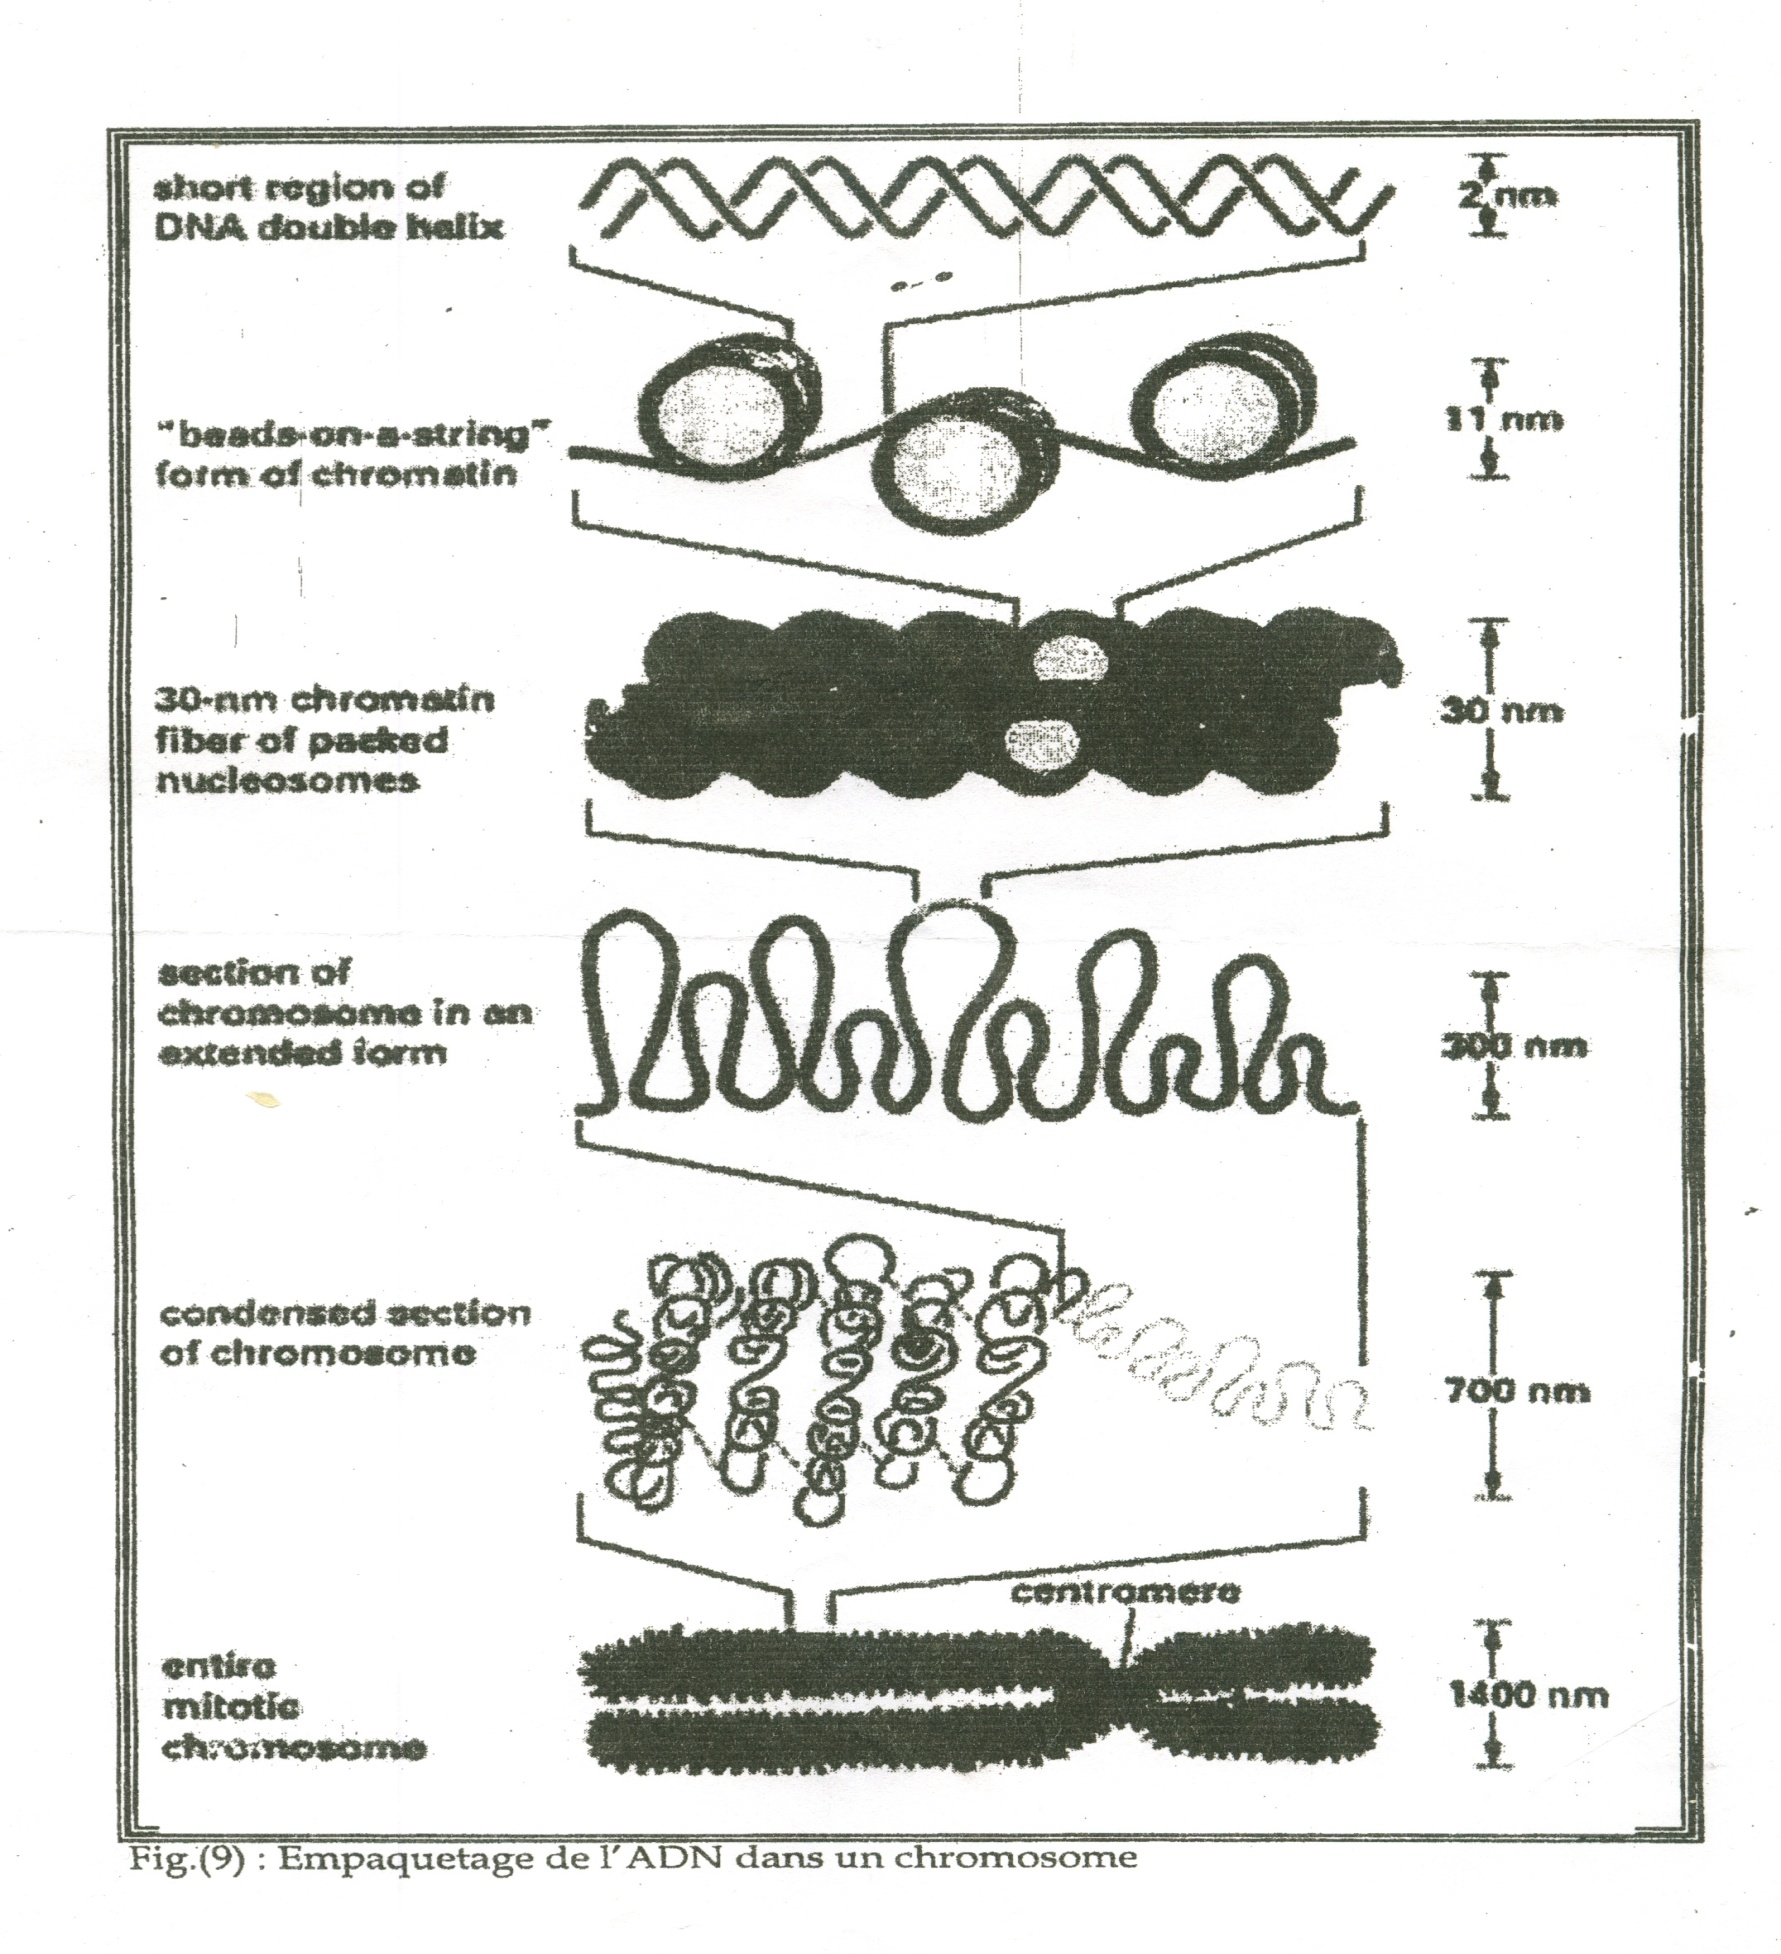 short region of
DNA double helix
2 nm
"beads-on-a-string"
form of chromatin
11 nm
30-nm chromatin
fiber of packed
nucleosomes
30 nm
section of
chromosome in an
extended form
300 nm
condensed section
of chromosome
700 nm
centromere
entire
mitotic
chromosome
1400 nm
Fig.(9) : Empaquetage de l'ADN dans un chromosome